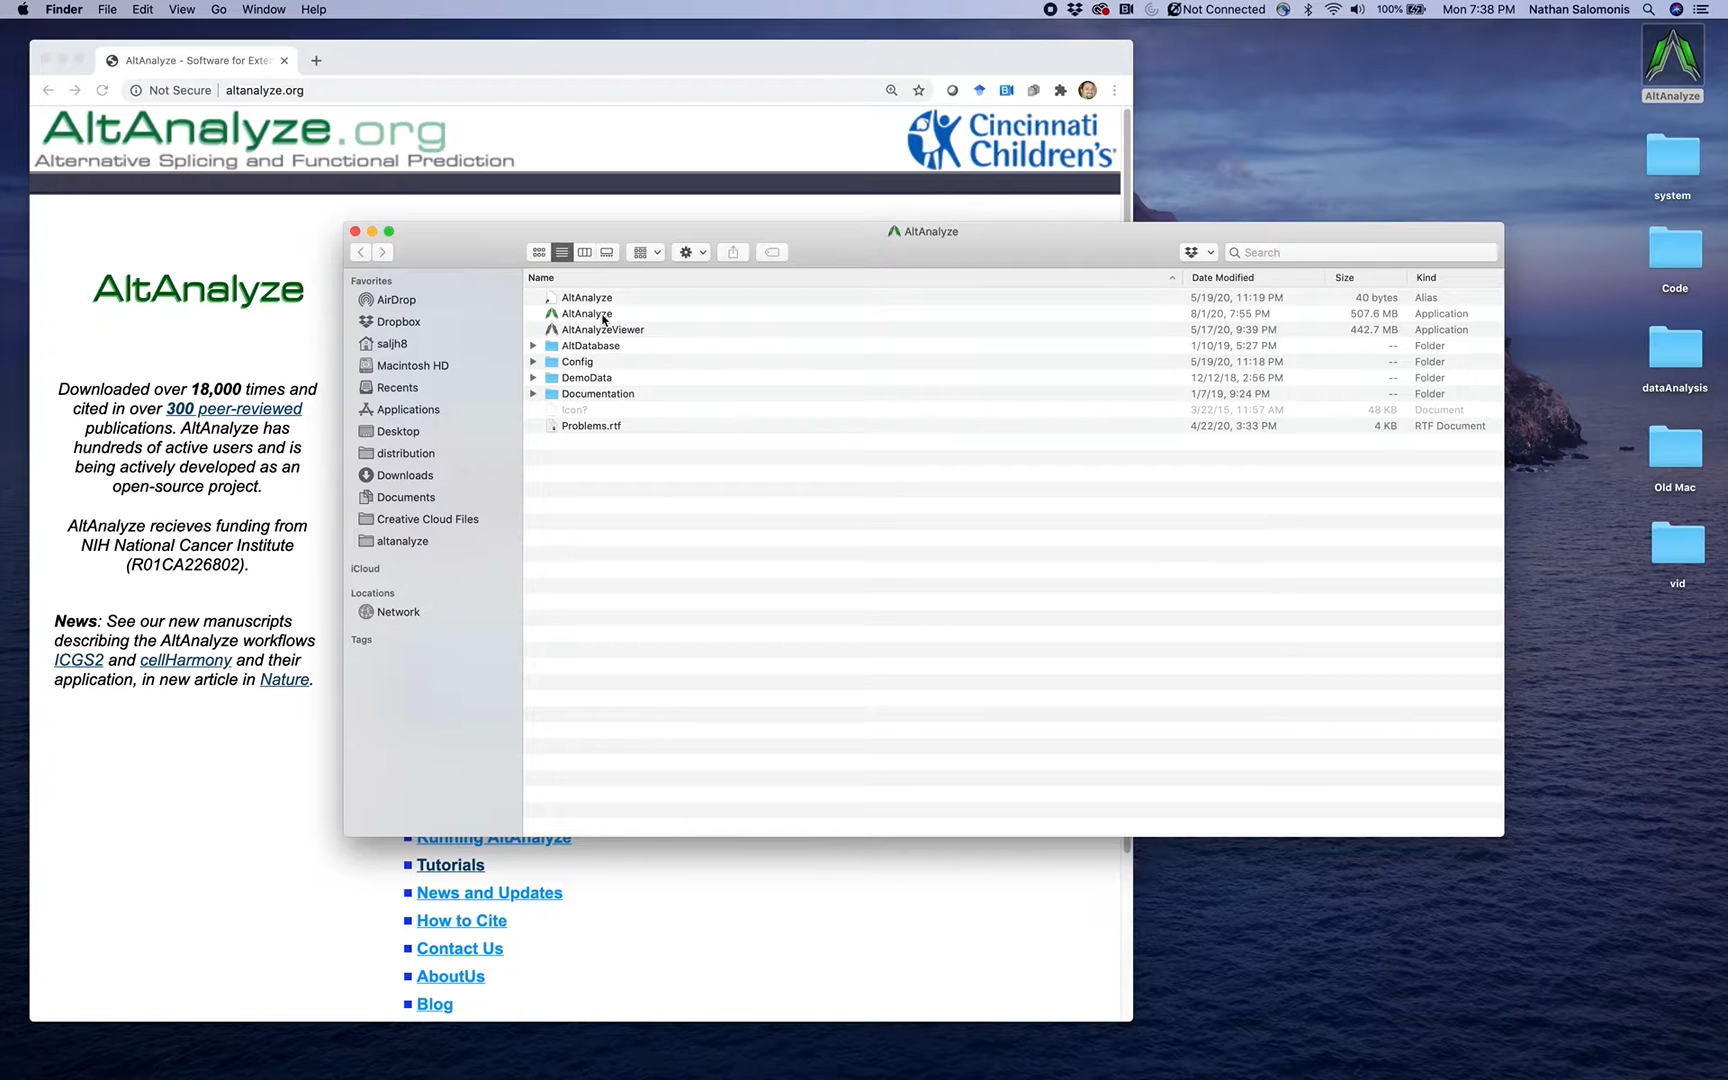 Finder File Edit View Go Window Help
Not Connected 100% Mon 7:38 PM Nathan Salomonis
AltAnalyze - Software for Exte
Not Secure altanalyze.org
AltAnalyze.org
Alternative Splicing and Functional Prediction
Cincinnati
Children's
AltAnalyze
Downloaded over 18,000 times and
cited in over 300 peer-reviewed
publications. AltAnalyze has
hundreds of active users and is
being actively developed as an
open-source project.
AltAnalyze recieves funding from
NIH National Cancer Institute
(R01CA226802).
News: See our new manuscripts
describing the AltAnalyze workflows
ICGS2 and cellHarmony and their
application, in new article in Nature.
AltAnalyze
Search
Favorites
AirDrop
Dropbox
saljh8
Macintosh HD
Recents
Applications
Desktop
distribution
Downloads
Documents
Creative Cloud Files
altanalyze
iCloud
Locations
Network
Tags
Name Date Modified Size Kind
AltAnalyze 5/19/20, 11:19 PM 40 bytes Alias
AltAnalyze 8/1/20, 7:55 PM 507.6 MB Application
AltAnalyzeViewer 5/17/20, 9:39 PM 442.7 MB Application
AltDatabase 1/10/19, 5:27 PM -- Folder
Config 5/19/20, 11:18 PM -- Folder
DemoData 12/12/18, 2:56 PM -- Folder
Documentation 1/7/19, 9:24 PM -- Folder
Icon? 3/22/15, 11:57 AM 48 KB Document
Problems.rtf 4/22/20, 3:33 PM 4 KB RTF Document
Running AltAnalyze
Tutorials
News and Updates
How to Cite
Contact Us
AboutUs
Blog
AltAnalyze
system
Code
dataAnalysis
Old Mac
vid